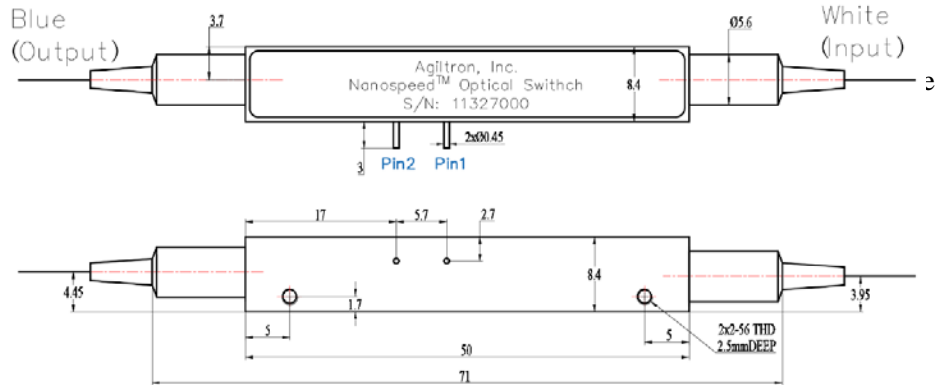 Blue
(Output)
White
(Input)
3.7
Ø5.6
Agiltron, Inc.
Nanospeed™ Optical Swithch
S/N: 11327000
8.4
e
2xØ0.45
3
Pin2
Pin1
17
5.7
2.7
8.4
4.45
1.7
3.95
5
5
2x2-56 THD
2.5mmDEEP
50
71